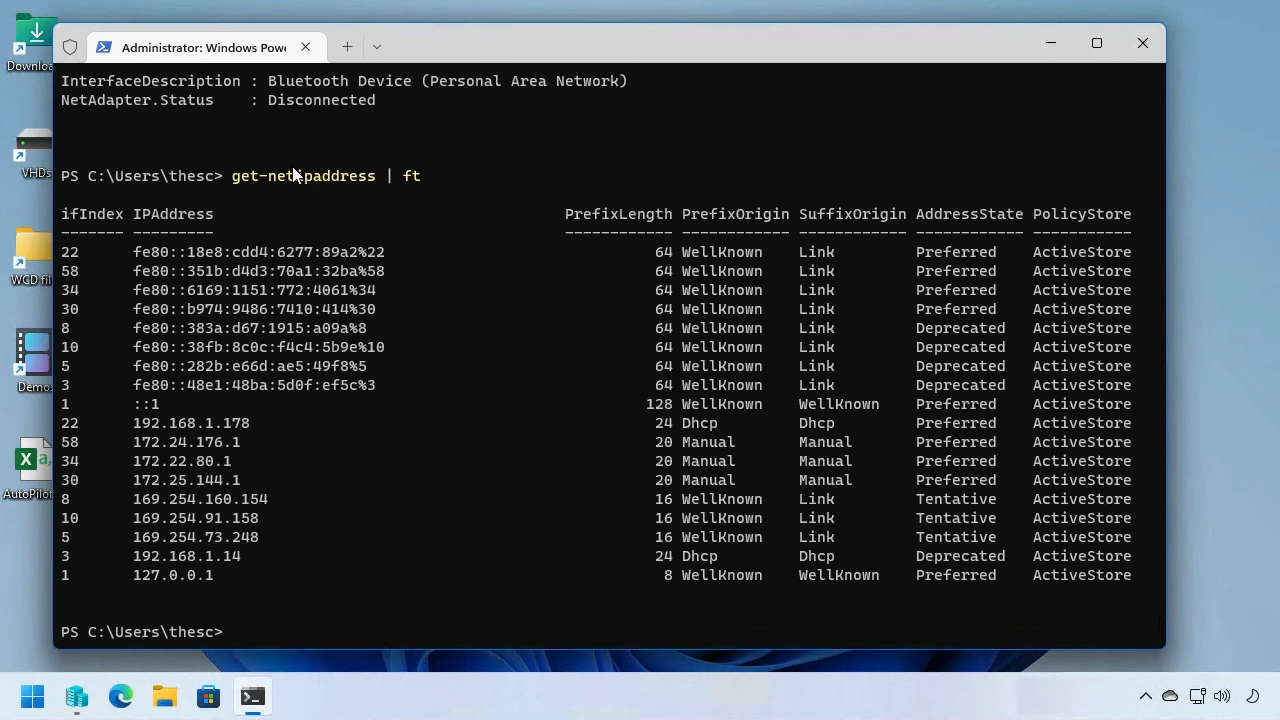 Administrator: Windows Powe
InterfaceDescription : Bluetooth Device (Personal Area Network)
NetAdapter.Status    : Disconnected
PS C:\Users\thesc> get-netipaddress | ft
ifIndex IPAddress PrefixLength PrefixOrigin SuffixOrigin AddressState PolicyStore
------- --------- ------------ ------------ ------------ ------------ -----------
22 fe80::18e8:cdd4:6277:89a2%22 64 WellKnown Link Preferred ActiveStore
58 fe80::351b:d4d3:70a1:32ba%58 64 WellKnown Link Preferred ActiveStore
34 fe80::6169:1151:772:4061%34 64 WellKnown Link Preferred ActiveStore
30 fe80::b974:9486:7410:414%30 64 WellKnown Link Preferred ActiveStore
8 fe80::383a:d67:1915:a09a%8 64 WellKnown Link Deprecated ActiveStore
10 fe80::38fb:8c0c:f4c4:5b9e%10 64 WellKnown Link Deprecated ActiveStore
5 fe80::282b:e66d:ae5:49f8%5 64 WellKnown Link Deprecated ActiveStore
3 fe80::48e1:48ba:5d0f:ef5c%3 64 WellKnown Link Deprecated ActiveStore
1 ::1 128 WellKnown WellKnown Preferred ActiveStore
22 192.168.1.178 24 Dhcp Dhcp Preferred ActiveStore
58 172.24.176.1 20 Manual Manual Preferred ActiveStore
34 172.22.80.1 20 Manual Manual Preferred ActiveStore
30 172.25.144.1 20 Manual Manual Preferred ActiveStore
8 169.254.160.154 16 WellKnown Link Tentative ActiveStore
10 169.254.91.158 16 WellKnown Link Tentative ActiveStore
5 169.254.73.248 16 WellKnown Link Tentative ActiveStore
3 192.168.1.14 24 Dhcp Dhcp Deprecated ActiveStore
1 127.0.0.1 8 WellKnown WellKnown Preferred ActiveStore
PS C:\Users\thesc>
Downloa
VHDs
WCD fil
Demos
a,
AutoPilot